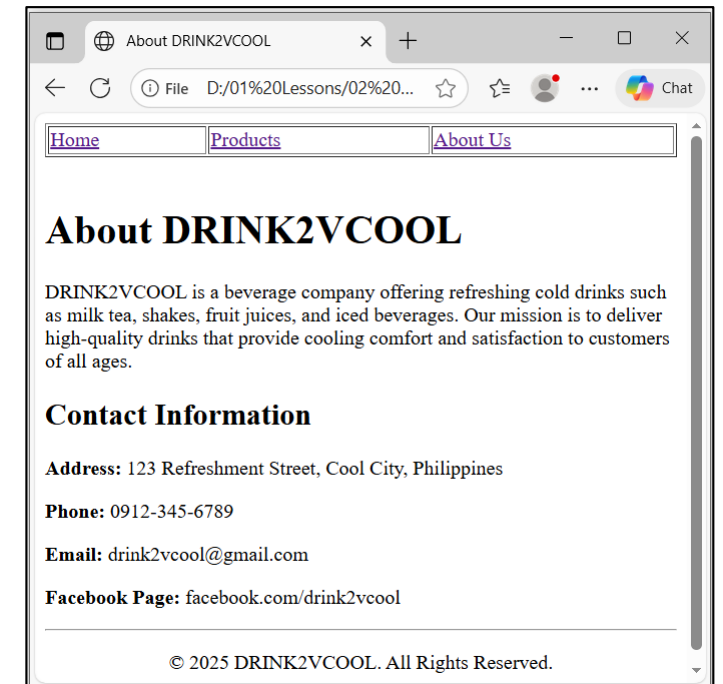 About DRINK2VCOOL
File D:/01%20Lessons/02%20...
Chat
Home Products About Us
About DRINK2VCOOL
DRINK2VCOOL is a beverage company offering refreshing cold drinks such
as milk tea, shakes, fruit juices, and iced beverages. Our mission is to deliver
high-quality drinks that provide cooling comfort and satisfaction to customers
of all ages.
Contact Information
Address: 123 Refreshment Street, Cool City, Philippines
Phone: 0912-345-6789
Email: drink2vcool@gmail.com
Facebook Page: facebook.com/drink2vcool
© 2025 DRINK2VCOOL. All Rights Reserved.